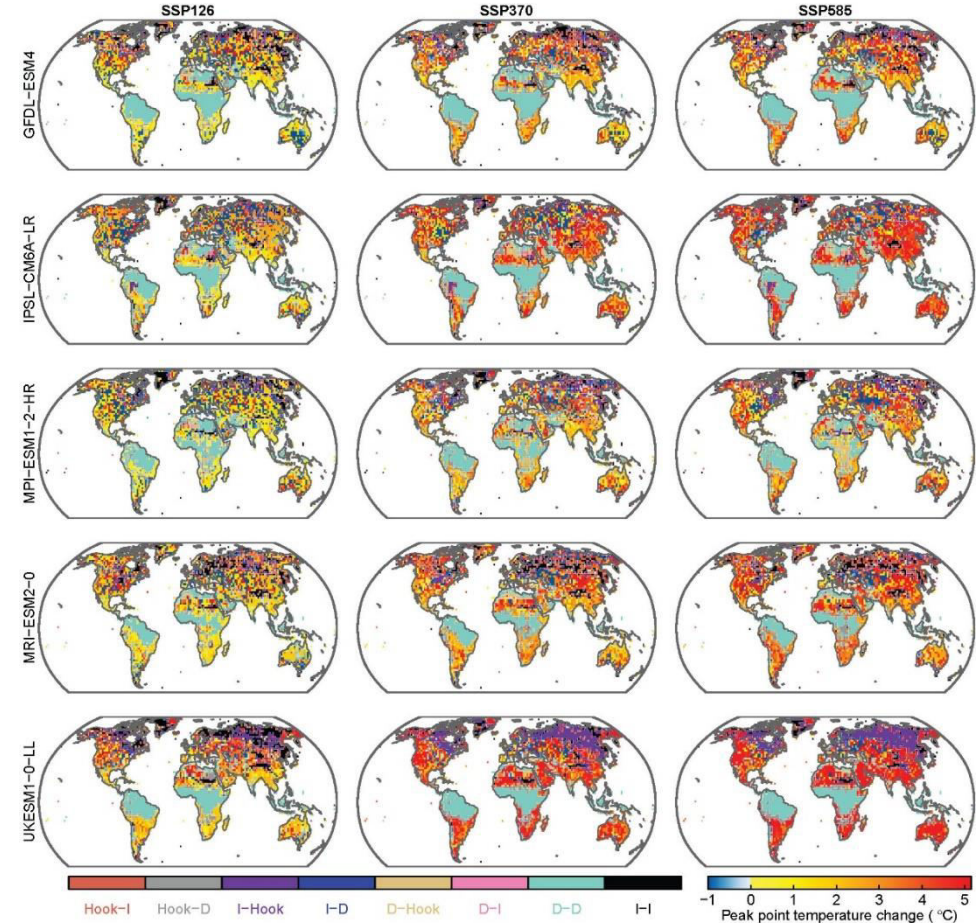 SSP126 SSP370 SSP585
GFDL-ESM4
IPSL-CM6A-LR
MPI-ESM1-2-HR
MRI-ESM2-0
UKESM1-0-LL
Hook-I Hook-D I-Hook I-D D-Hook D-I D-D I-I
-1 0 1 2 3 4 5
Peak point temperature change (°C)